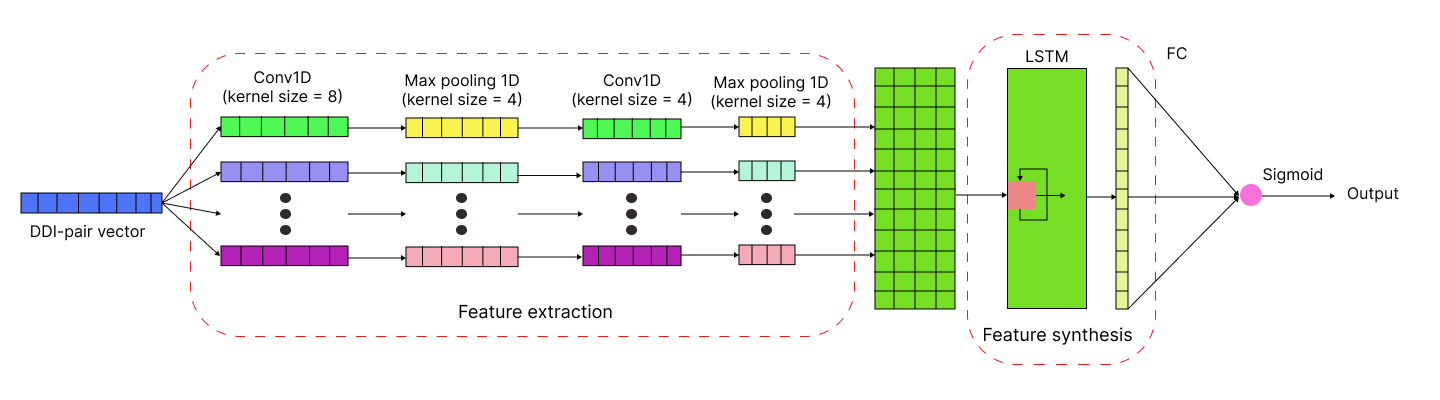 DDI-pair vector
Conv1D
(kernel size = 8)
Max pooling 1D
(kernel size = 4)
Conv1D
(kernel size = 4)
Max pooling 1D
(kernel size = 4)
Feature extraction
LSTM
Feature synthesis
FC
Sigmoid
Output